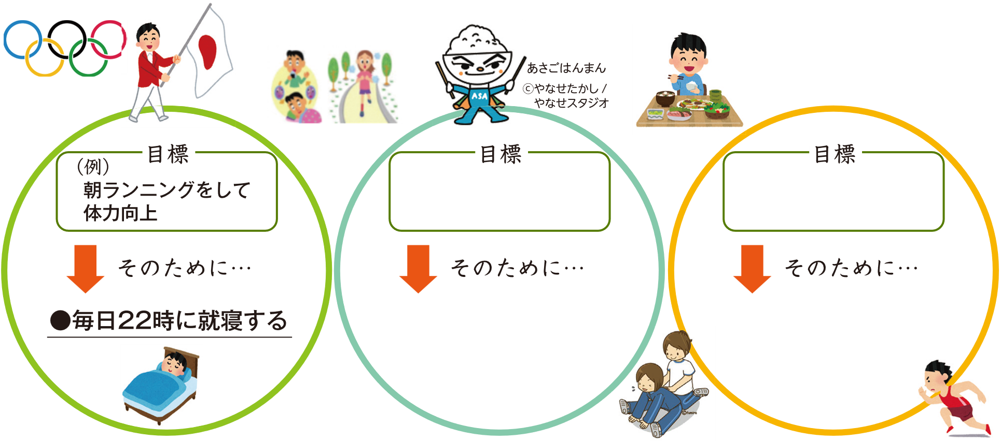 あさごはんまん
©やなせたかし /
やなせスタジオ
ASA
目標
(例)
朝ランニングをして
体力向上
そのために…
●毎日22時に就寝する
目標
そのために…
目標
そのために…
©fumira